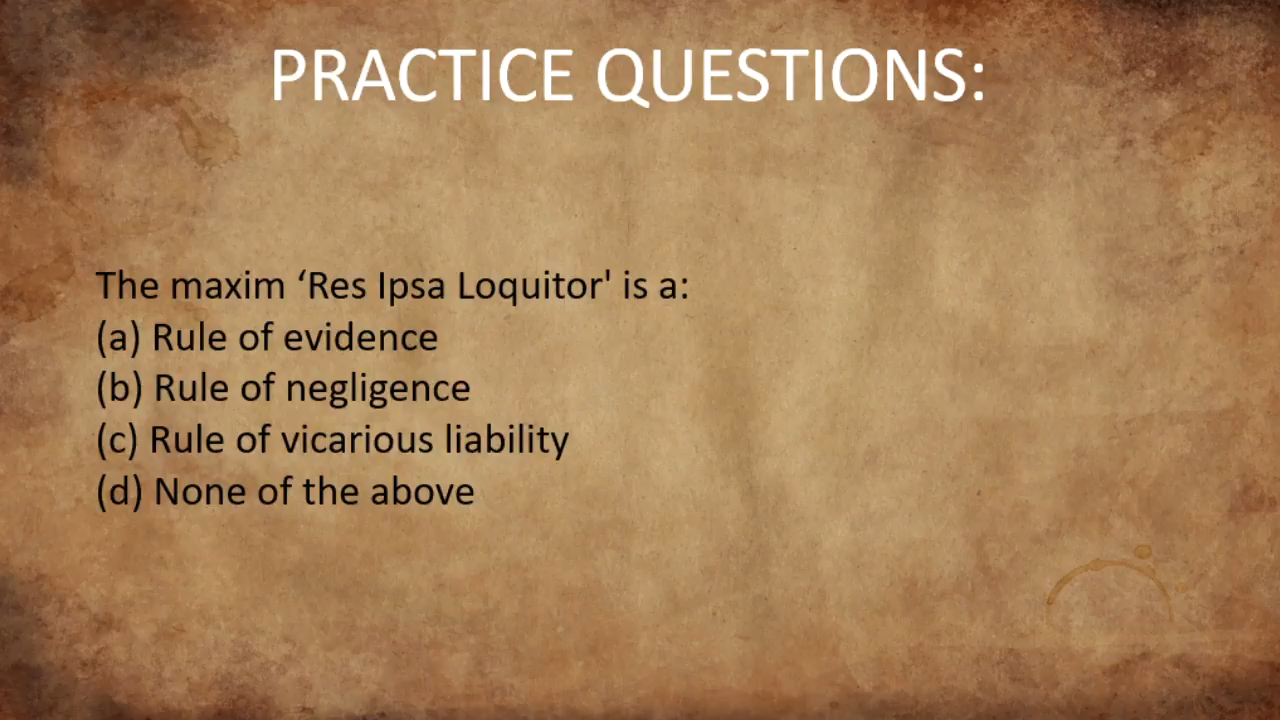 PRACTICE QUESTIONS:
The maxim ‘Res Ipsa Loquitor' is a:
(a) Rule of evidence
(b) Rule of negligence
(c) Rule of vicarious liability
(d) None of the above